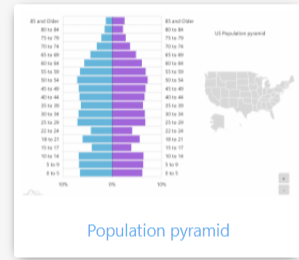 85 and Older
80 to 84
75 to 79
70 to 74
65 to 69
60 to 64
55 to 59
50 to 54
45 to 49
40 to 44
35 to 39
30 to 34
25 to 29
22 to 24
18 to 21
15 to 17
10 to 14
5 to 9
0 to 5
85 and Older
80 to 84
75 to 79
70 to 74
65 to 69
60 to 64
55 to 59
50 to 54
45 to 49
40 to 44
35 to 39
30 to 34
25 to 29
22 to 24
18 to 21
15 to 17
10 to 14
5 to 9
0 to 5
10% 0% 10%
US Population pyramid
+
-
Population pyramid